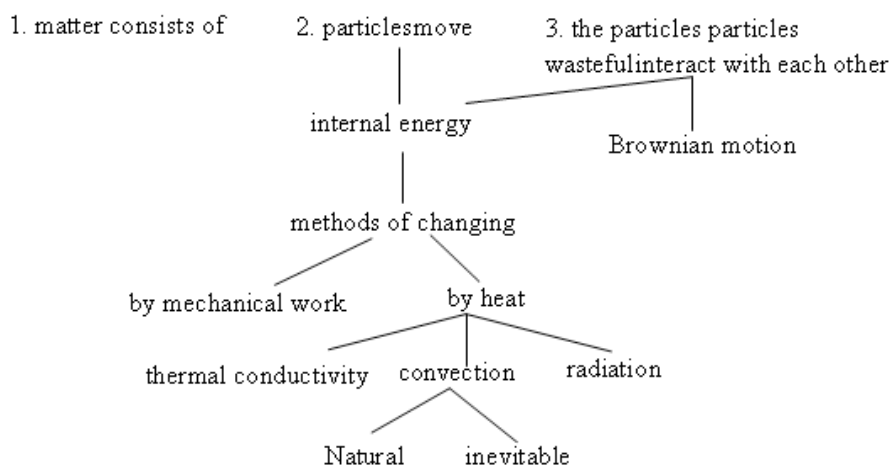 1. matter consists of
2. particlesmove
3. the particles particles
wastefulinteract with each other
internal energy
Brownian motion
methods of changing
by mechanical work
by heat
thermal conductivity
convection
radiation
Natural
inevitable